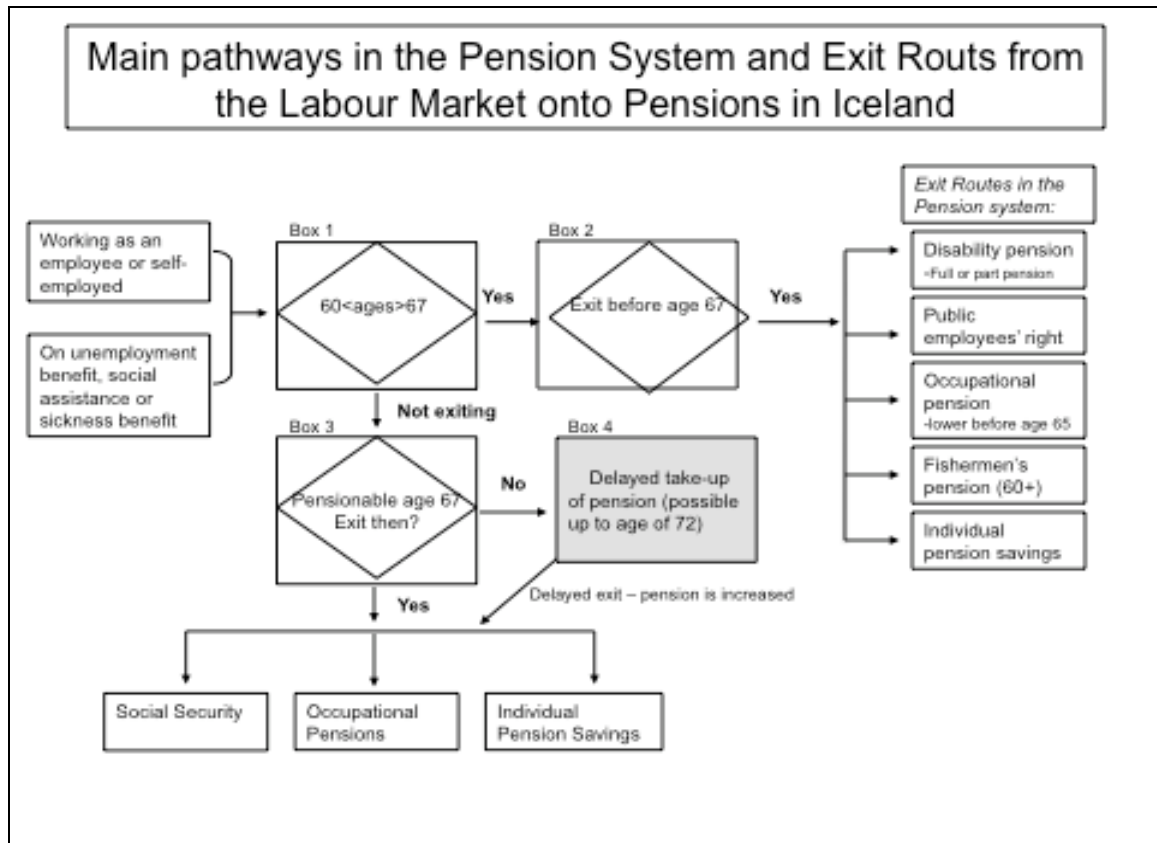 Main pathways in the Pension System and Exit Routs from
the Labour Market onto Pensions in Iceland
Exit Routes in the
Pension system:
Working as an
employee or self-
employed
On unemployment
benefit, social
assistance or
sickness benefit
Box 1
60<ages>67
Yes
Box 2
Exit before age 67
Yes
Disability pension
-Full or part pension
Public
employees' right
Occupational
pension
-lower before age 65
Fishermen's
pension (60+)
Individual
pension savings
Not exiting
Box 3
Pensionable age 67
Exit then?
No
Box 4
Delayed take-up
of pension (possible
up to age of 72)
Yes
Delayed exit – pension is increased
Social Security
Occupational
Pensions
Individual
Pension Savings